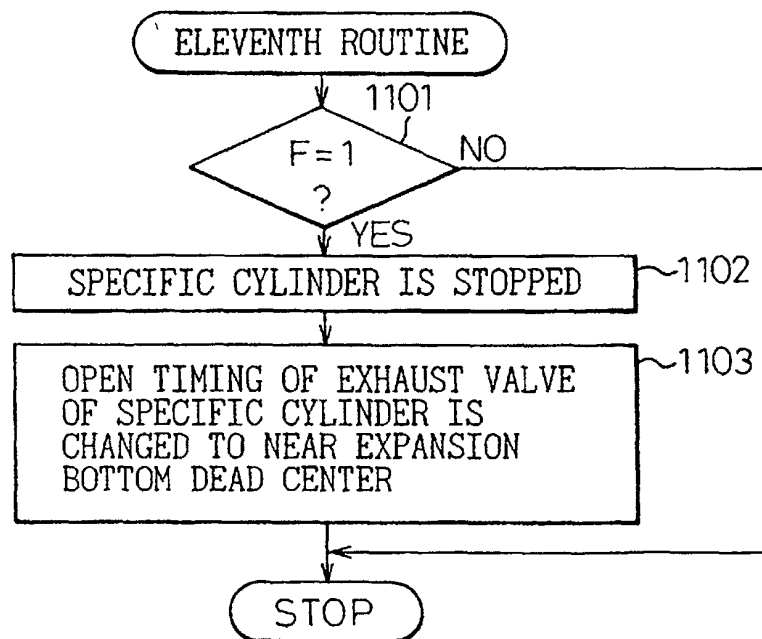 ELEVENTH ROUTINE
1101
F=1
?
NO
YES
SPECIFIC CYLINDER IS STOPPED
1102
OPEN TIMING OF EXHAUST VALVE
OF SPECIFIC CYLINDER IS
CHANGED TO NEAR EXPANSION
BOTTOM DEAD CENTER
1103
STOP